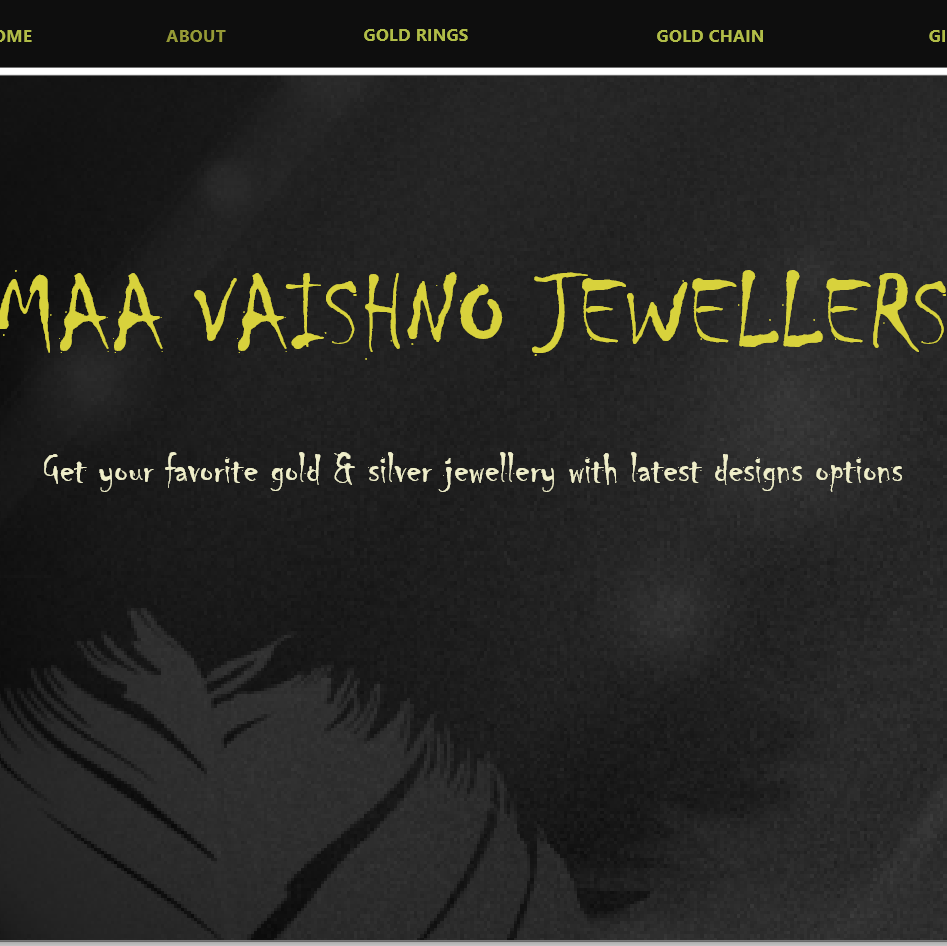 OME ABOUT GOLD RINGS GOLD CHAIN GI
MAA VAISHNO JEWELLERS
Get your favorite gold & silver jewellery with latest designs options